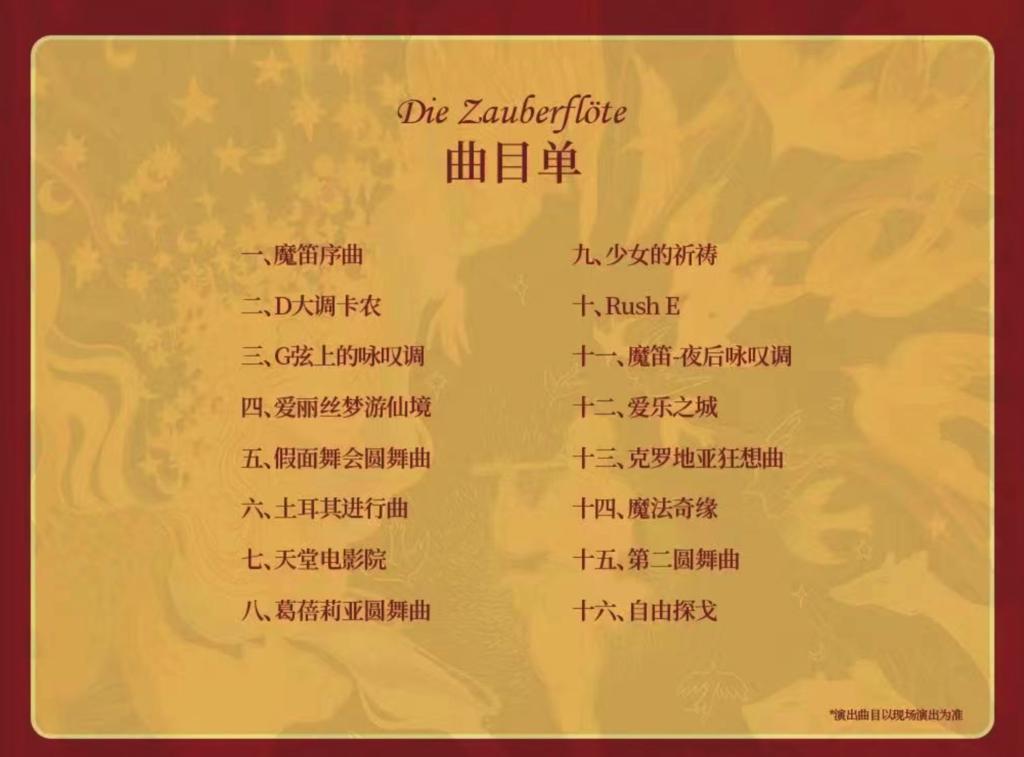 Die Zauberflöte
曲目单
一、魔笛序曲
二、D大调卡农
三、G弦上的咏叹调
四、爱丽丝梦游仙境
五、假面舞会圆舞曲
六、土耳其进行曲
七、天堂电影院
八、葛蓓莉亚圆舞曲
九、少女的祈祷
十、Rush E
十一、魔笛-夜后咏叹调
十二、爱乐之城
十三、克罗地亚狂想曲
十四、魔法奇缘
十五、第二圆舞曲
十六、自由探戈
*演出曲目以现场演出为准